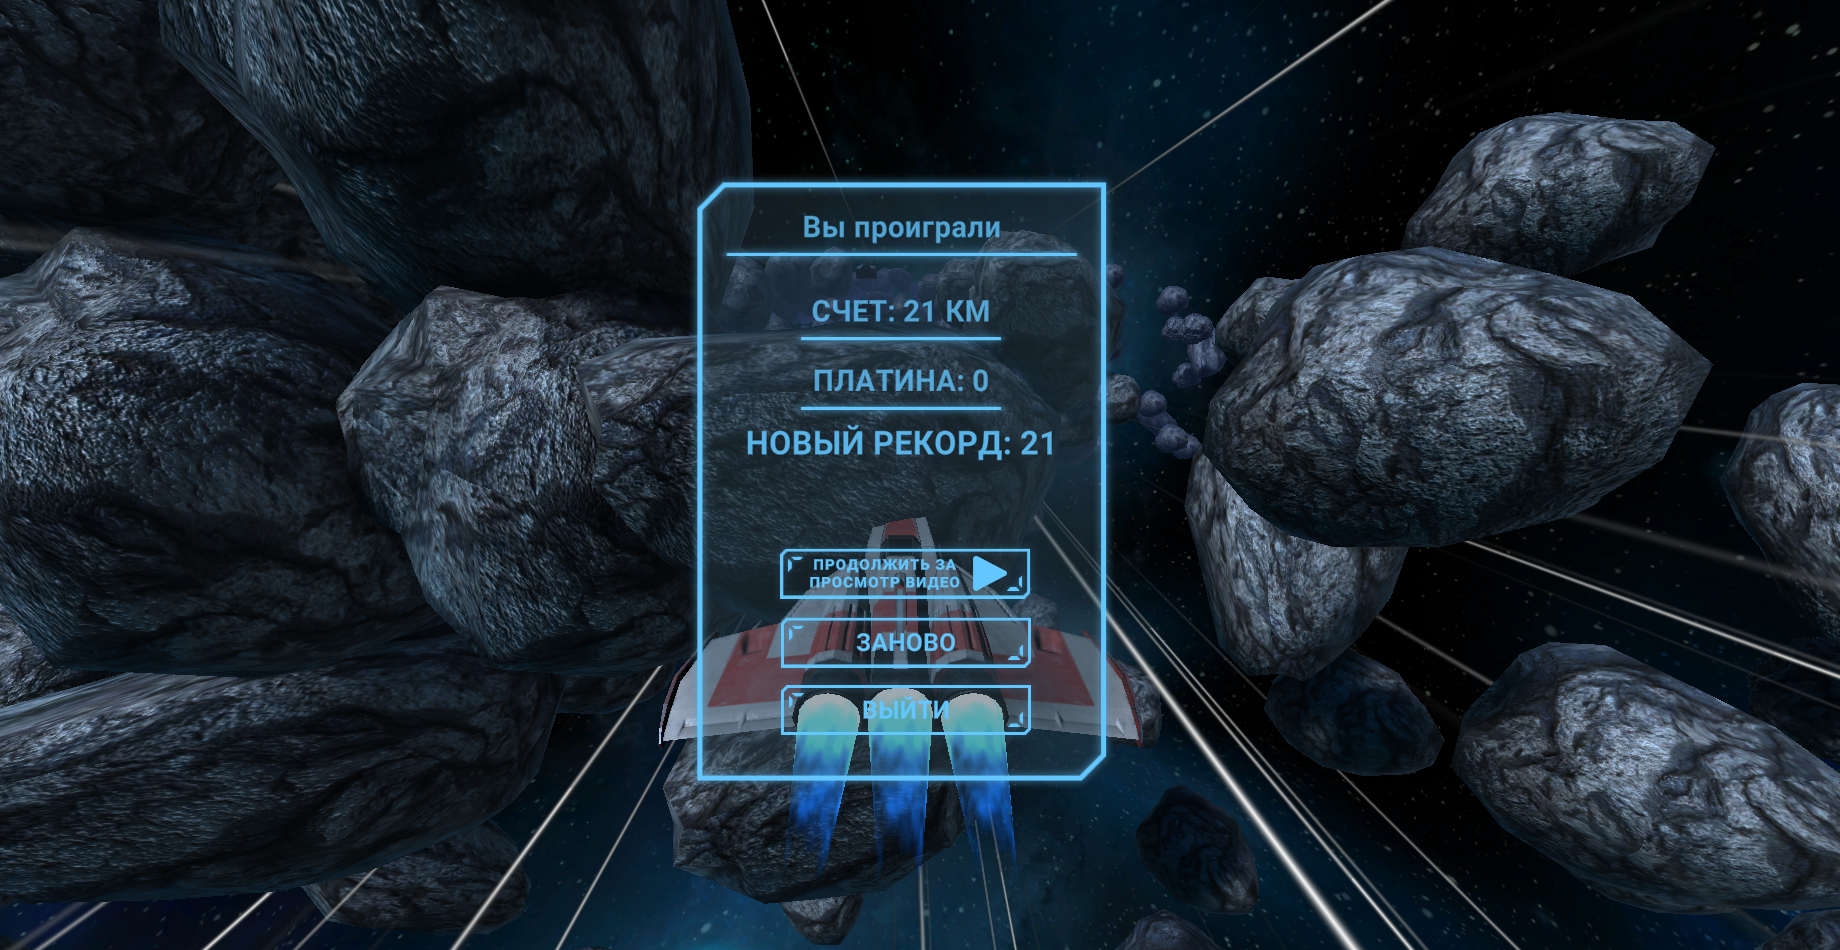 Вы проиграли
СЧЕТ: 21 КМ
ПЛАТИНА: 0
НОВЫЙ РЕКОРД: 21
ПРОДОЛЖИТЬ ЗА
ПРОСМОТР ВИДЕО
ЗАНОВО
ВЫЙТИ